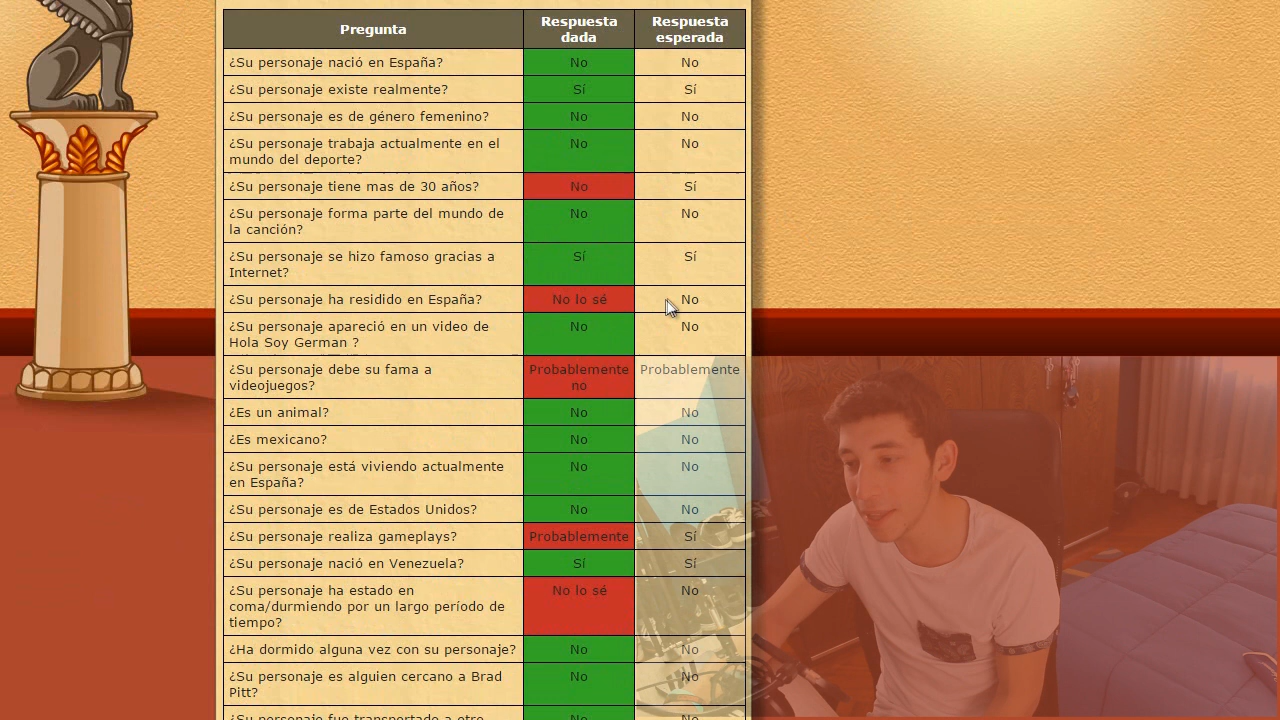 Pregunta Respuesta dada Respuesta esperada
¿Su personaje nació en España? No No
¿Su personaje existe realmente? Sí Sí
¿Su personaje es de género femenino? No No
¿Su personaje trabaja actualmente en el No No
mundo del deporte?
¿Su personaje tiene mas de 30 años? No Sí
¿Su personaje forma parte del mundo de No No
la canción?
¿Su personaje se hizo famoso gracias a Sí Sí
Internet?
¿Su personaje ha residido en España? No lo sé No
¿Su personaje apareció en un video de No No
Hola Soy German ?
¿Su personaje debe su fama a Probablemente Probablemente
videojuegos? no
¿Es un animal? No No
¿Es mexicano? No No
¿Su personaje está viviendo actualmente No No
en España?
¿Su personaje es de Estados Unidos? No No
¿Su personaje realiza gameplays? Probablemente Sí
¿Su personaje nació en Venezuela? Sí Sí
¿Su personaje ha estado en No lo sé No
coma/durmiendo por un largo período de
tiempo?
¿Ha dormido alguna vez con su personaje? No No
¿Su personaje es alguien cercano a Brad No No
Pitt?
¿Su personaje fue transportado a otro No No